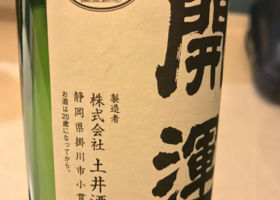 開運
製造者
株式会社 土井酒
静岡県掛川市小貫
お酒は20歳になってから。